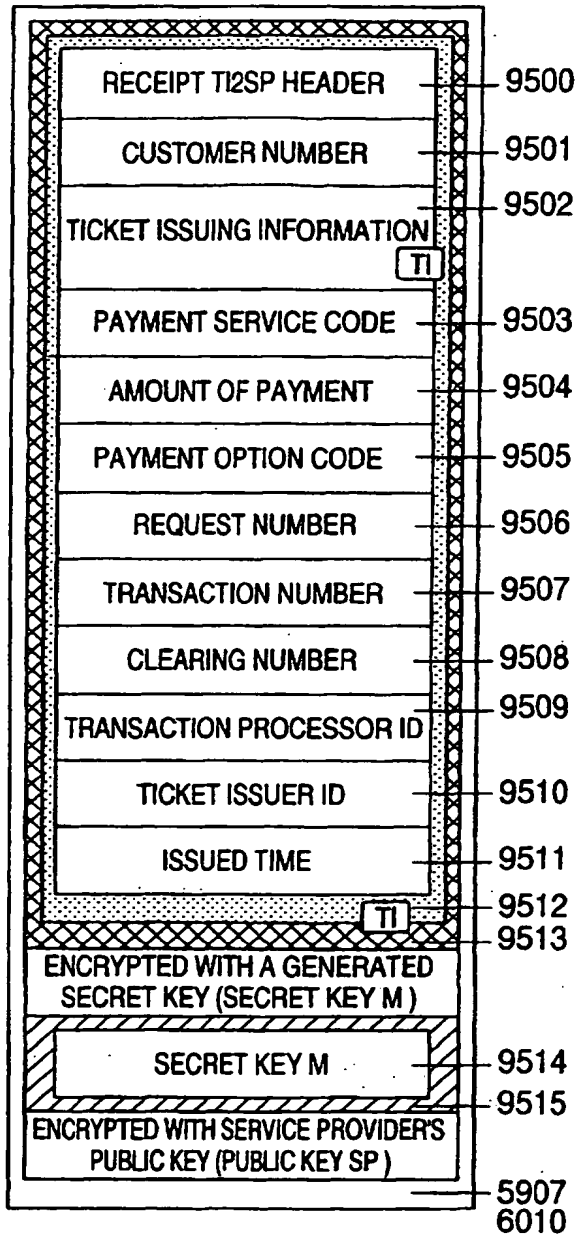 RECEIPT TI2SP HEADER 9500
CUSTOMER NUMBER 9501
9502
TICKET ISSUING INFORMATION
TI
PAYMENT SERVICE CODE 9503
AMOUNT OF PAYMENT 9504
PAYMENT OPTION CODE 9505
REQUEST NUMBER 9506
TRANSACTION NUMBER 9507
CLEARING NUMBER 9508
9509
TRANSACTION PROCESSOR ID
TICKET ISSUER ID 9510
ISSUED TIME 9511
TI 9512
9513
ENCRYPTED WITH A GENERATED
SECRET KEY (SECRET KEY M)
SECRET KEY M 9514
9515
ENCRYPTED WITH SERVICE PROVIDER'S
PUBLIC KEY (PUBLIC KEY SP)
5907
6010